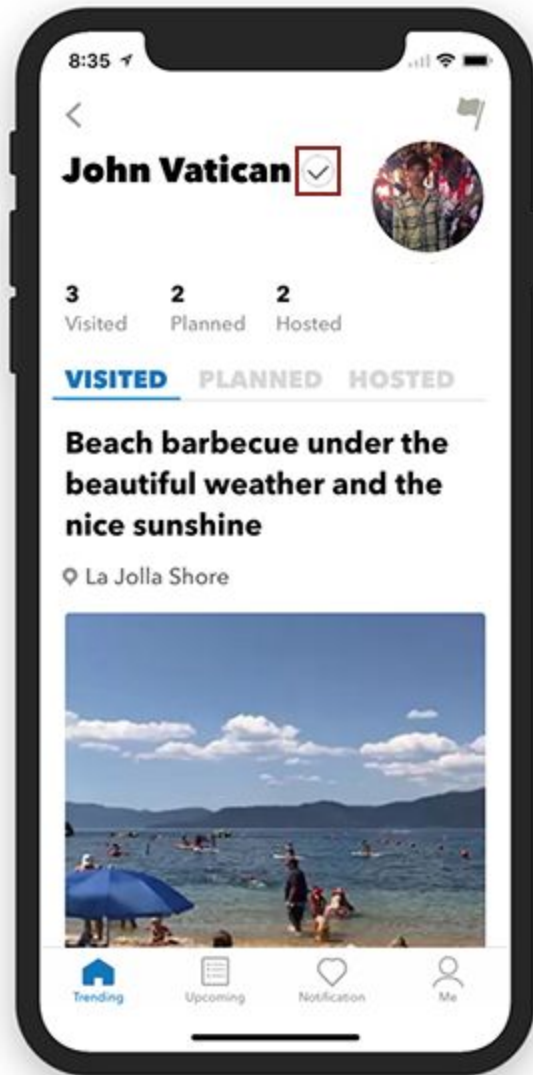 8:35
John Vatican
3 2 2
Visited Planned Hosted
VISITED PLANNED HOSTED
Beach barbecue under the
beautiful weather and the
nice sunshine
La Jolla Shore
Trending Upcoming Notification Me